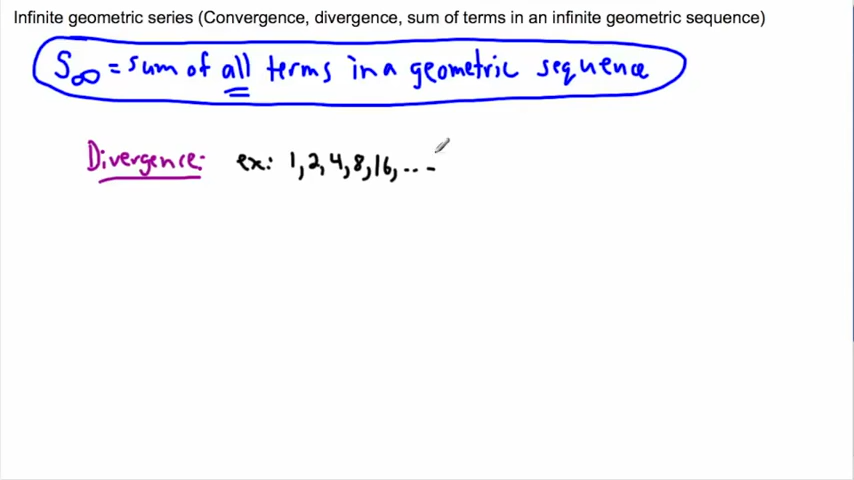 Infinite geometric series (Convergence, divergence, sum of terms in an infinite geometric sequence)
S∞ = sum of all terms in a geometric sequence
Divergence: ex: 1, 2, 4, 8, 16, ...